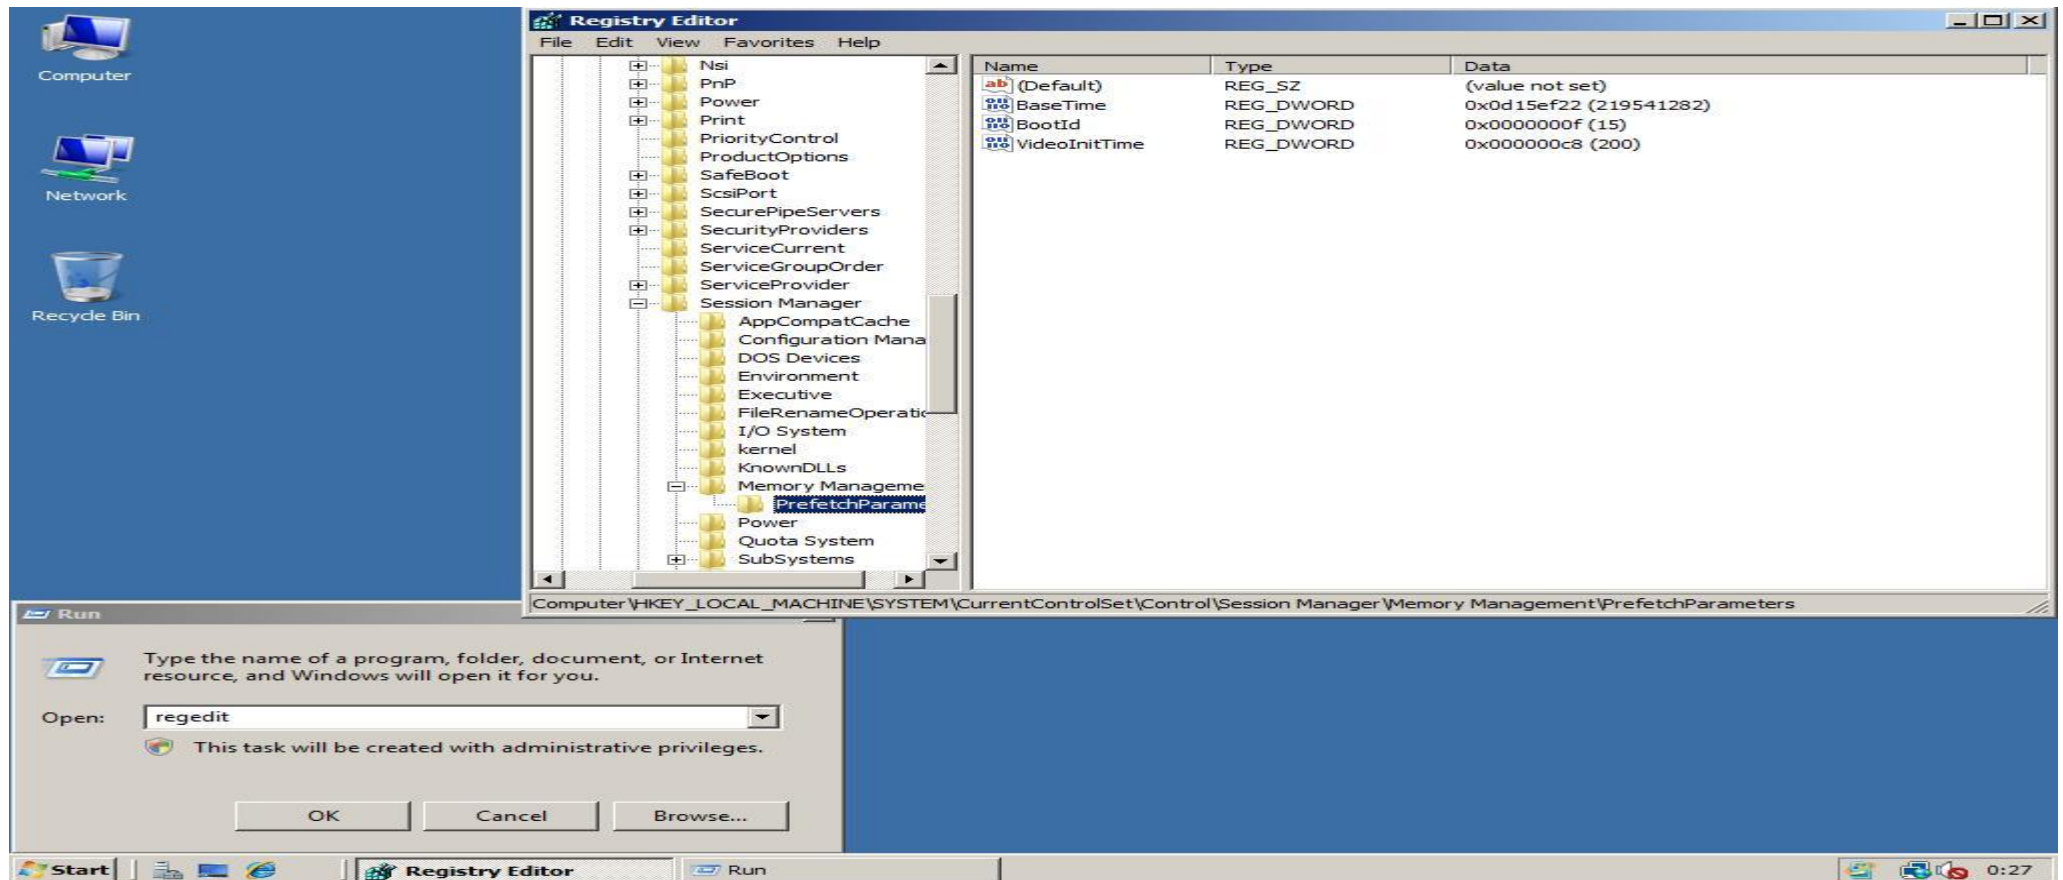 Computer
Network
Recycle Bin
Registry Editor
File Edit View Favorites Help
Nsi
PnP
Power
Print
PriorityControl
ProductOptions
SafeBoot
ScsiPort
SecurePipeServers
SecurityProviders
ServiceCurrent
ServiceGroupOrder
ServiceProvider
Session Manager
AppCompatCache
Configuration Mana
DOS Devices
Environment
Executive
FileRenameOperatio
I/O System
kernel
KnownDLLs
Memory Manageme
PrefetchParame
Power
Quota System
SubSystems
Name Type Data
(Default) REG_SZ (value not set)
BaseTime REG_DWORD 0x0d15ef22 (219541282)
BootId REG_DWORD 0x0000000f (15)
VideoInitTime REG_DWORD 0x000000c8 (200)
Computer\HKEY_LOCAL_MACHINE\SYSTEM\CurrentControlSet\Control\Session Manager\Memory Management\PrefetchParameters
Run
Type the name of a program, folder, document, or Internet
resource, and Windows will open it for you.
Open: regedit
This task will be created with administrative privileges.
OK Cancel Browse...
Start Registry Editor Run 0:27